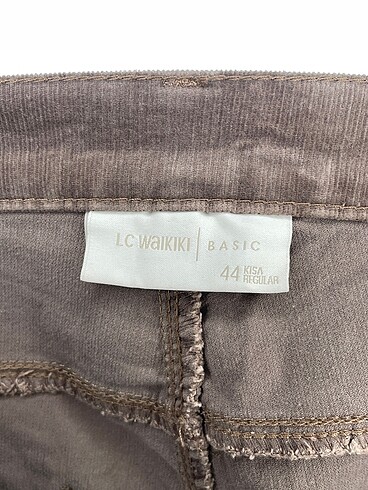 LC WAIKIKI | BASIC
44 KISA
REGULAR